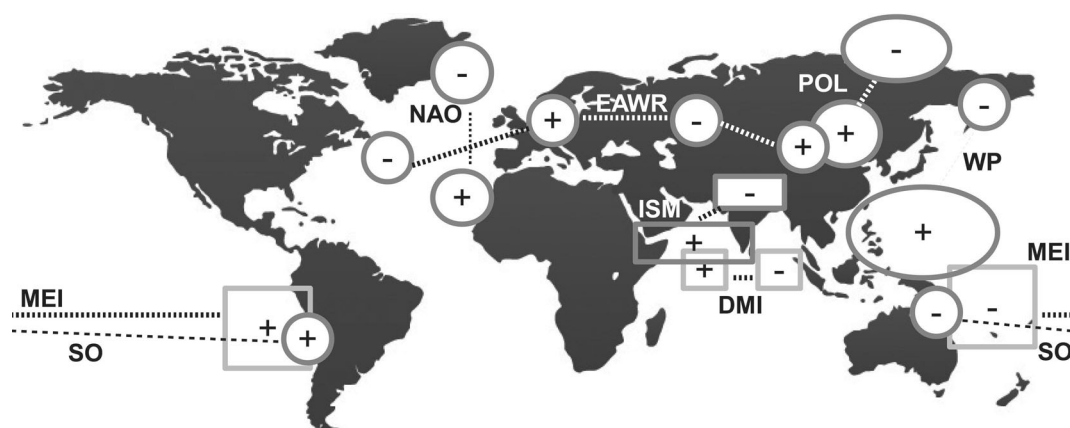 -
POL
-
NAO
EAWR
-
+
-
+
-
+
WP
-
+
-
ISM
+
+
+
-
MEI
DMI
MEI
+
+
-
-
SO
SO